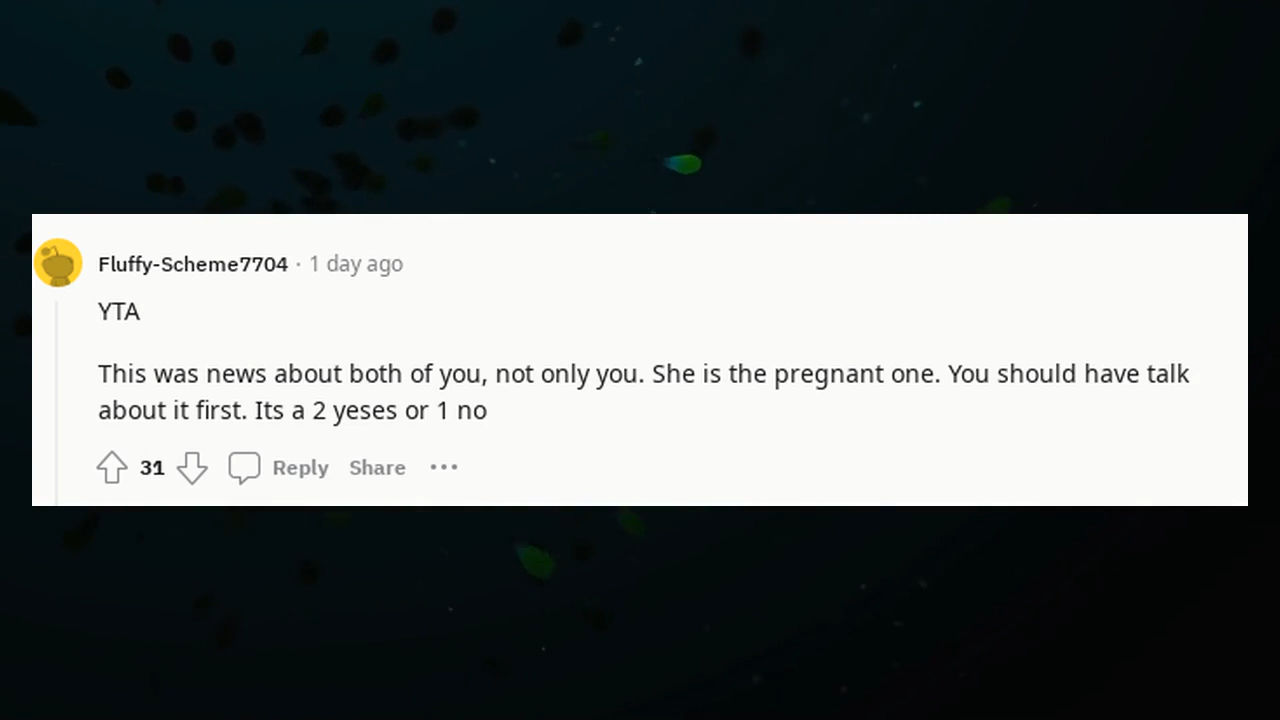 Fluffy-Scheme7704 · 1 day ago
YTA
This was news about both of you, not only you. She is the pregnant one. You should have talk
about it first. Its a 2 yeses or 1 no
31 Reply Share ···